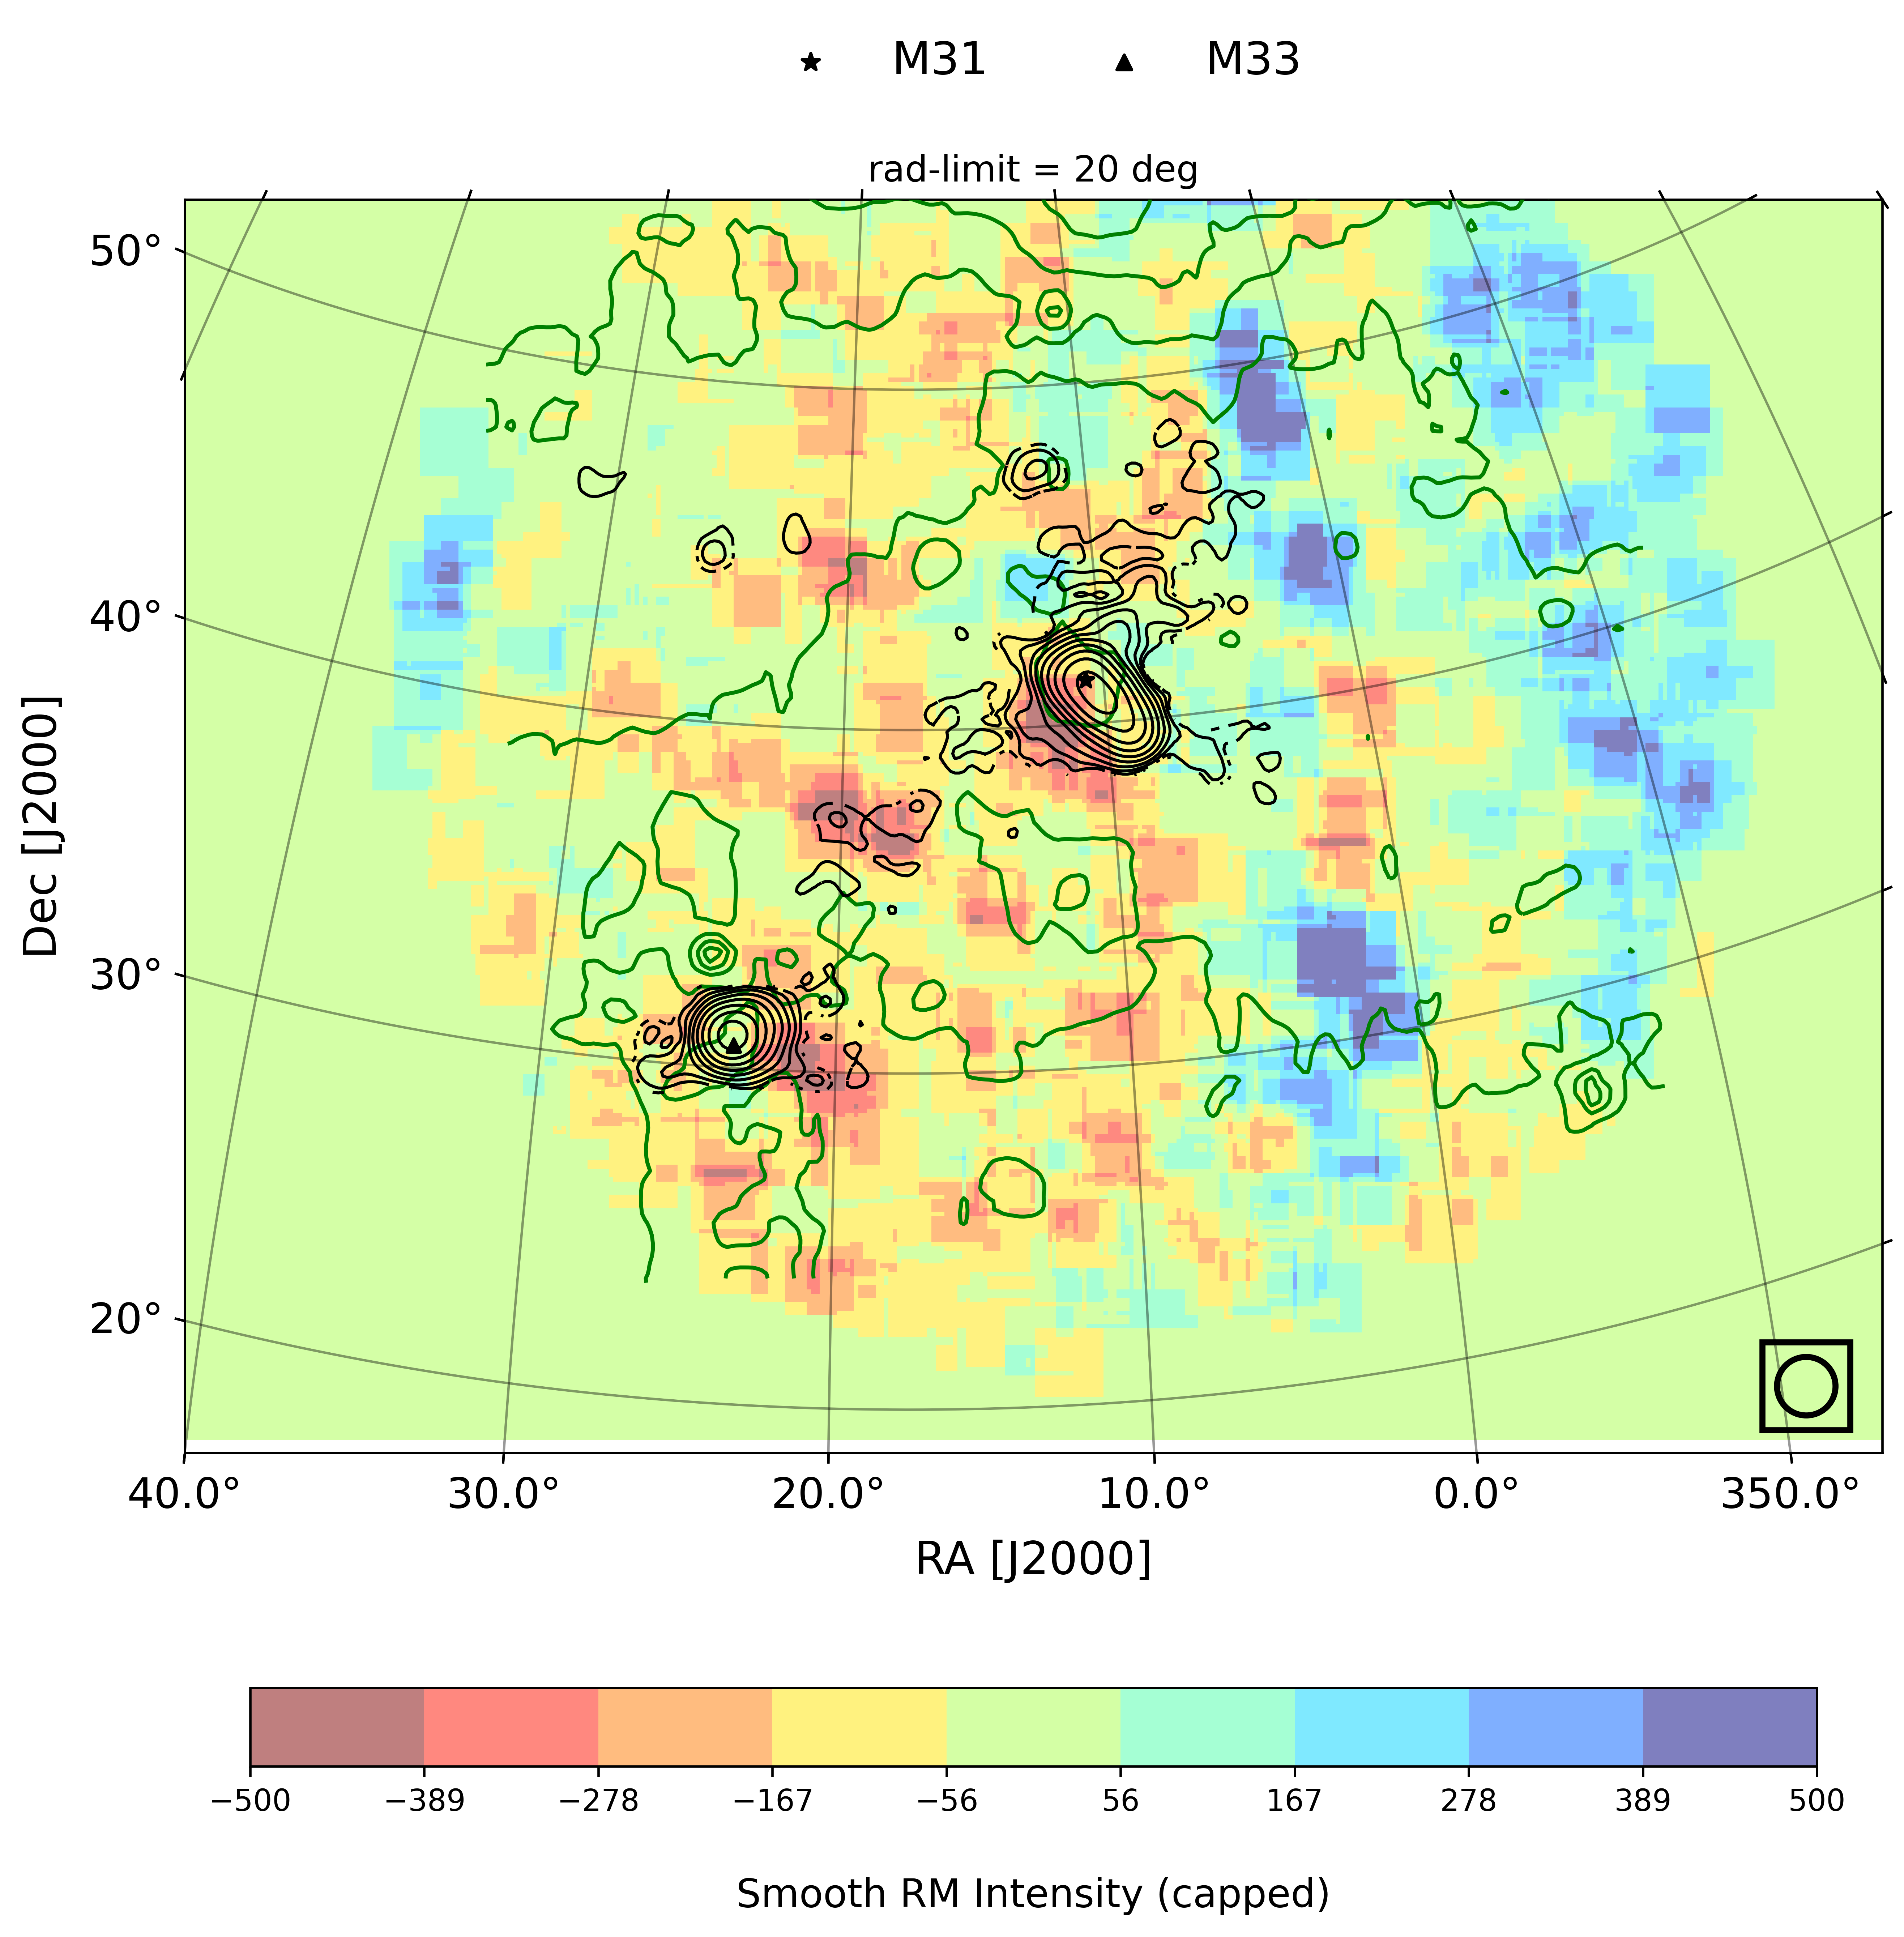 M31 M33
rad-limit = 20 deg
50°
40°
30°
20°
Dec [J2000]
40.0° 30.0° 20.0° 10.0° 0.0° 350.0°
RA [J2000]
−500 −389 −278 −167 −56 56 167 278 389 500
Smooth RM Intensity (capped)